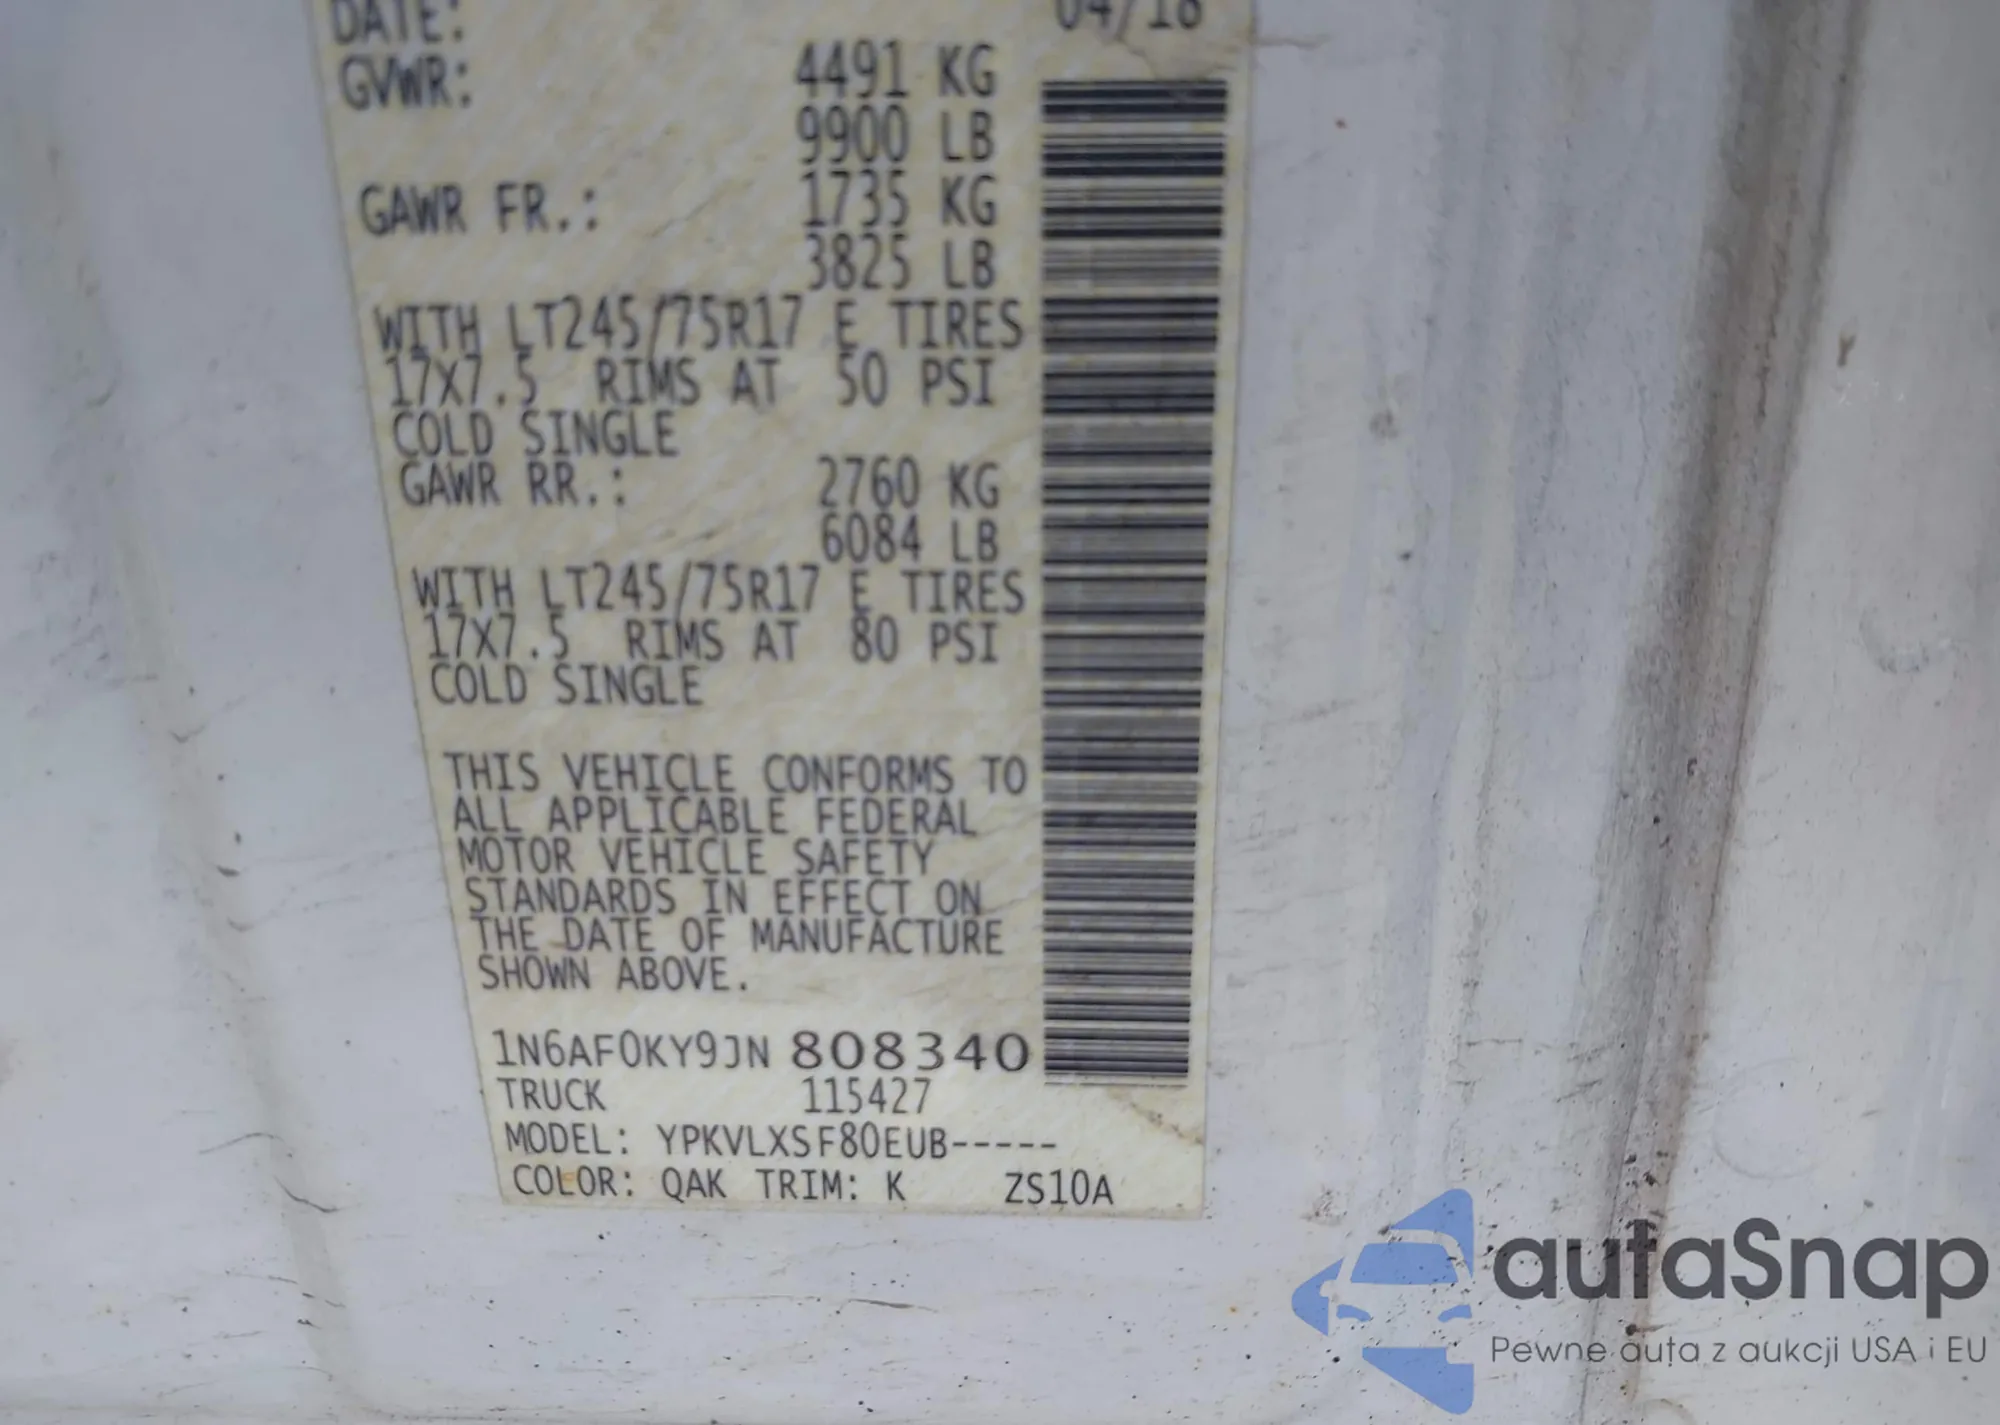 DATE: 04/18
GVWR: 4491 KG
9900 LB
GAWR FR.: 1735 KG
3825 LB
WITH LT245/75R17 E TIRES
17X7.5 RIMS AT 50 PSI
COLD SINGLE
GAWR RR.: 2760 KG
6084 LB
WITH LT245/75R17 E TIRES
17X7.5 RIMS AT 80 PSI
COLD SINGLE
THIS VEHICLE CONFORMS TO
ALL APPLICABLE FEDERAL
MOTOR VEHICLE SAFETY
STANDARDS IN EFFECT ON
THE DATE OF MANUFACTURE
SHOWN ABOVE.
1N6AF0KY9JN 808340
TRUCK 115427
MODEL: YPKVLXSF80EUB-----
COLOR: QAK TRIM: K ZS10A
autaSnap
Pewne auta z aukcji USA i EU